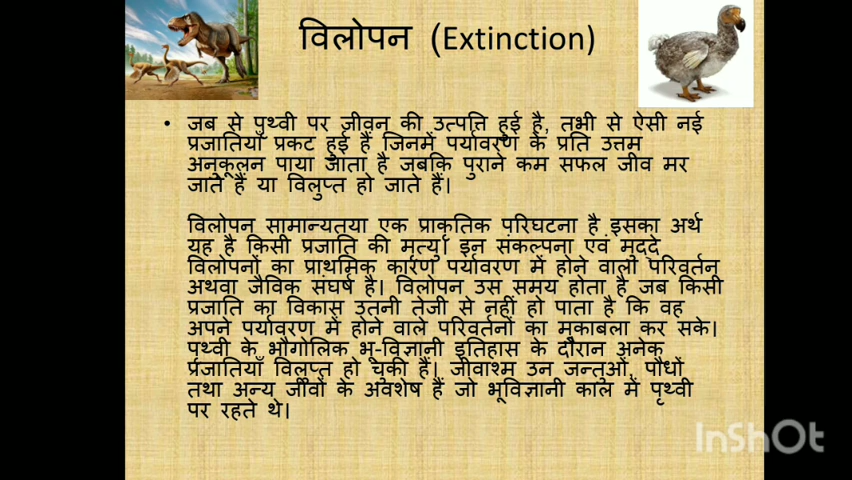 विलोपन (Extinction)
• जब से पृथ्वी पर जीवन की उत्पत्ति हुई है, तभी से ऐसी नई
प्रजातियाँ प्रकट हुई हैं जिनमें पर्यावरण के प्रति उत्तम
अनुकूलन पाया जाता है जबकि पुराने कम सफल जीव मर
जाते हैं या विलुप्त हो जाते हैं।
विलोपन सामान्यतया एक प्राकृतिक परिघटना है इसका अर्थ
यह है किसी प्रजाति की मृत्यु। इन संकल्पना एवं मुद्दे
विलोपनों का प्राथमिक कारण पर्यावरण में होने वाला परिवर्तन
अथवा जैविक संघर्ष है। विलोपन उस समय होता है जब किसी
प्रजाति का विकास उतनी तेजी से नहीं हो पाता है कि वह
अपने पर्यावरण में होने वाले परिवर्तनों का मुकाबला कर सके।
पृथ्वी के भौगोलिक भू-विज्ञानी इतिहास के दौरान अनेक
प्रजातियाँ विलुप्त हो चुकी हैं। जीवाश्म उन जन्तुओं, पौधों
तथा अन्य जीवों के अवशेष हैं जो भूविज्ञानी काल में पृथ्वी
पर रहते थे।
InShOt